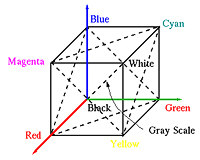 Blue
Cyan
Magenta
White
Black
Green
Red
Gray Scale
Yellow